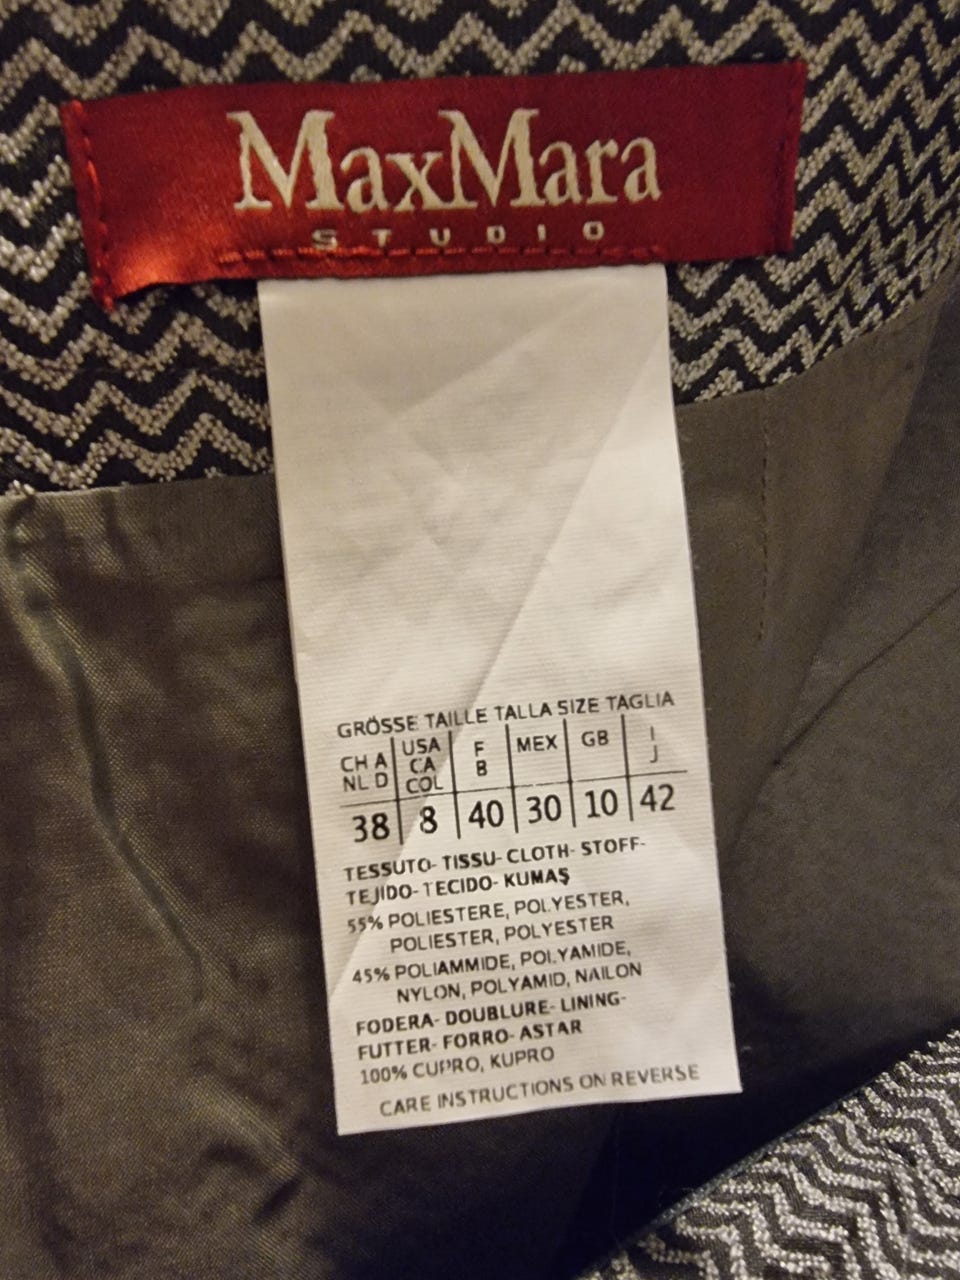 MaxMara
STUDIO
GRÖSSE TAILLE TALLA SIZE TAGLIA
CH A NL D USA CA COL F B MEX GB I J
38 8 40 30 10 42
TESSUTO- TISSU- CLOTH- STOFF-
TEJIDO- TECIDO- KUMAŞ
55% POLIESTERE, POLYESTER,
POLIESTER, POLYESTER
45% POLIAMMIDE, POLYAMIDE,
NYLON, POLYAMID, NAILON
FODERA- DOUBLURE- LINING-
FUTTER- FORRO- ASTAR
100% CUPRO, KUPRO
CARE INSTRUCTIONS ON REVERSE